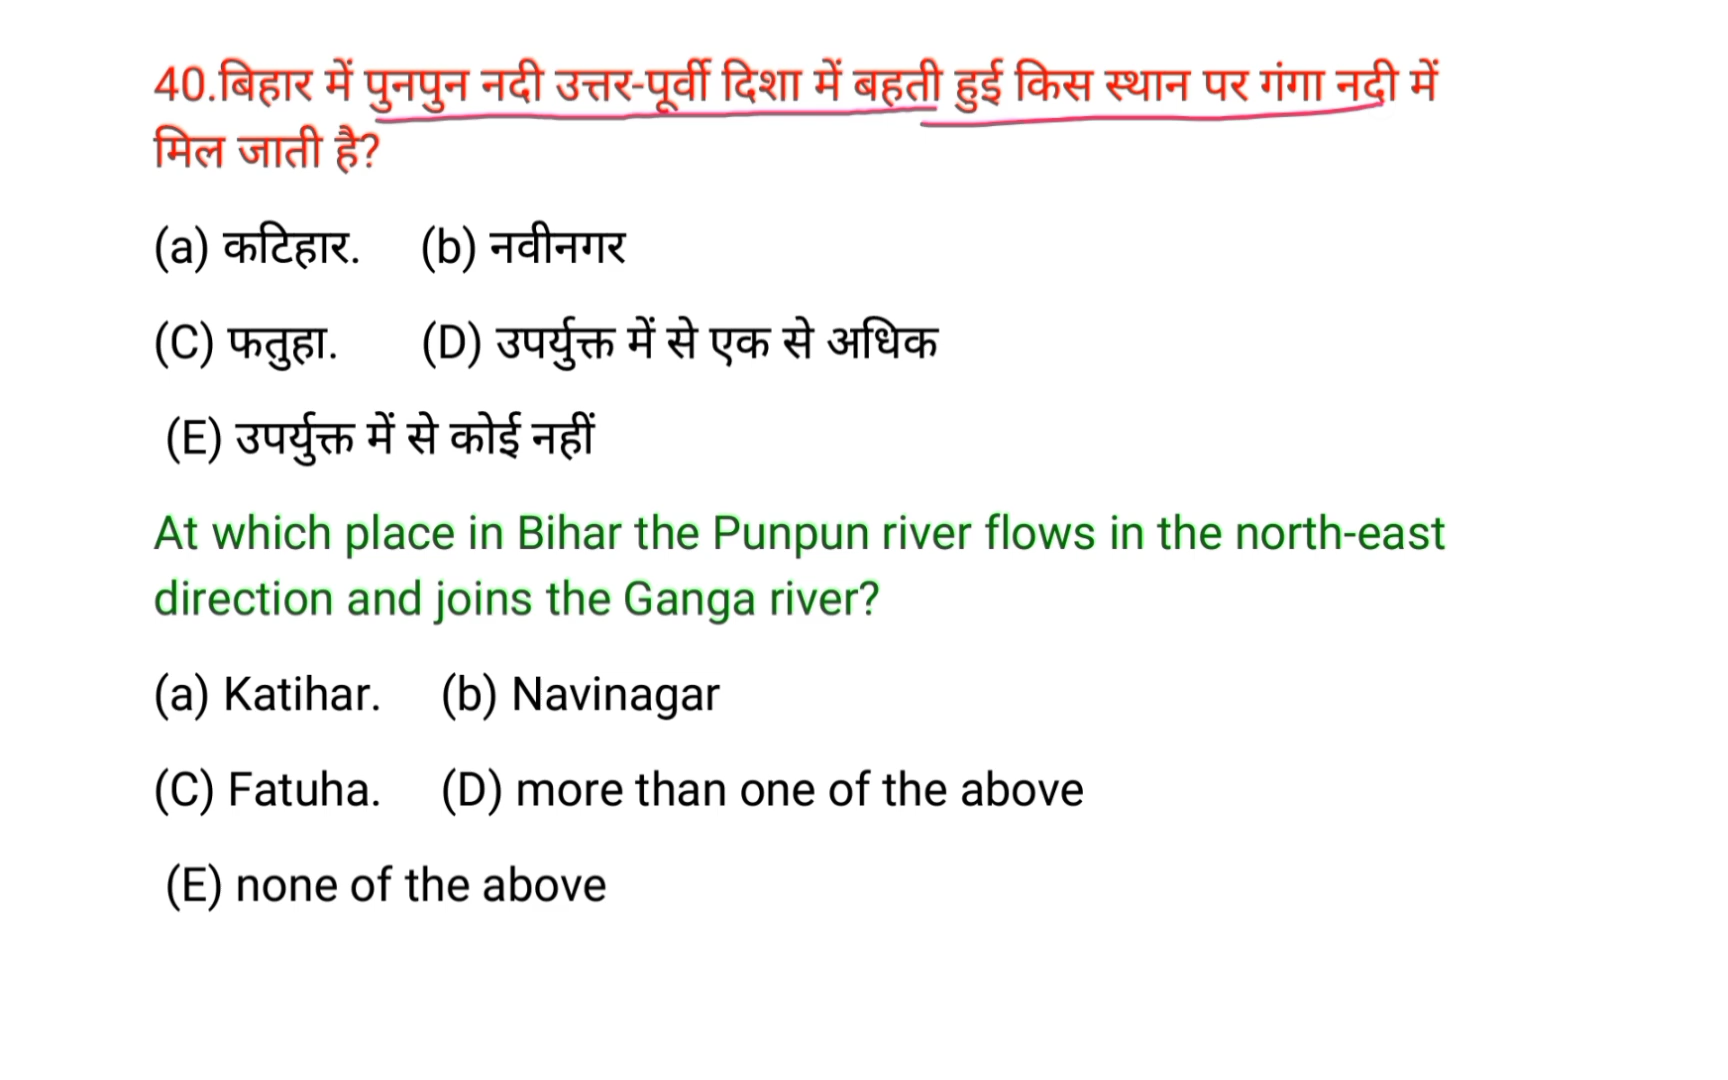 40.बिहार में पुनपुन नदी उत्तर-पूर्वी दिशा में बहती हुई किस स्थान पर गंगा नदी में
मिल जाती है?
(a) कटिहार. (b) नवीनगर
(C) फतुहा. (D) उपर्युक्त में से एक से अधिक
(E) उपर्युक्त में से कोई नहीं
At which place in Bihar the Punpun river flows in the north-east
direction and joins the Ganga river?
(a) Katihar. (b) Navinagar
(C) Fatuha. (D) more than one of the above
(E) none of the above